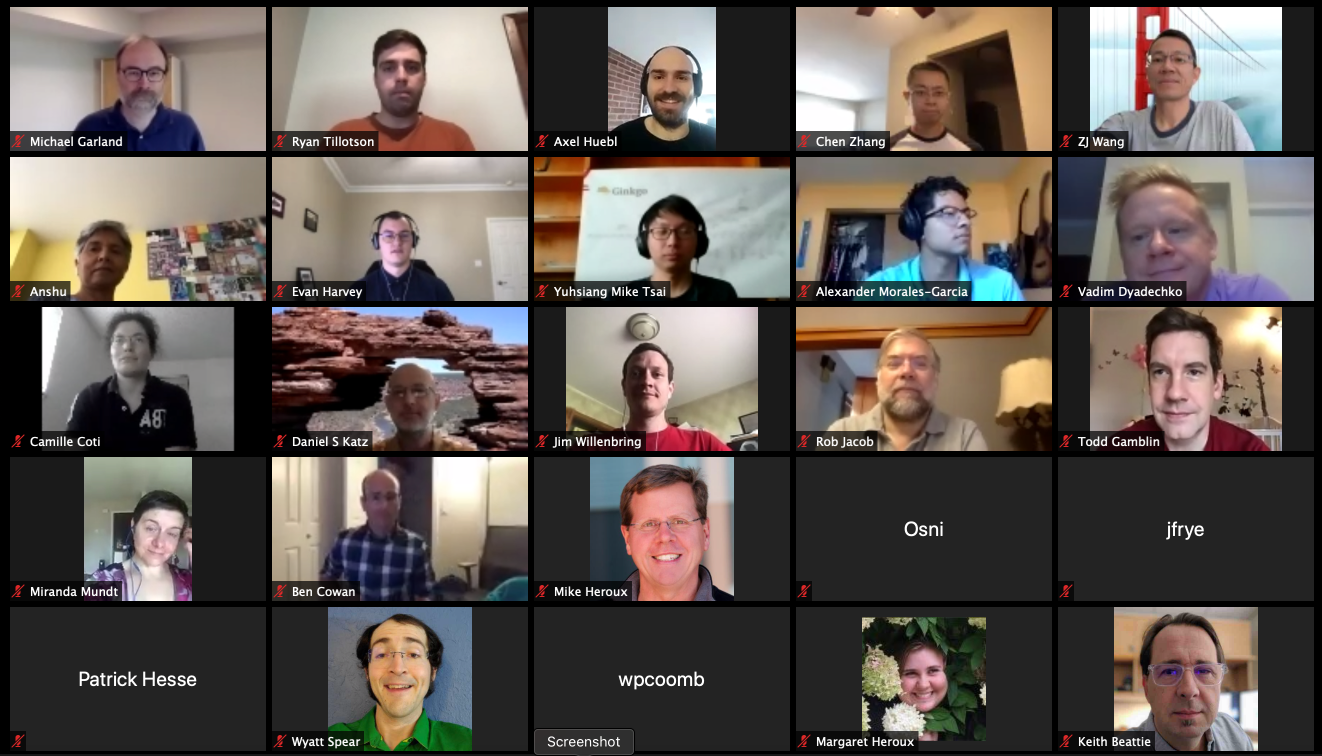 Michael Garland
Ryan Tillotson
Axel Huebl
Chen Zhang
ZJ Wang
Ginkgo
Anshu
Evan Harvey
Yuhsiang Mike Tsai
Alexander Morales-Garcia
Vadim Dyadechko
A8
Camille Coti
Daniel S Katz
Jim Willenbring
Rob Jacob
Todd Gamblin
Miranda Mundt
Ben Cowan
Mike Heroux
Osni
jfrye
Patrick Hesse
Wyatt Spear
wpcoomb
Screenshot
Margaret Heroux
Keith Beattie